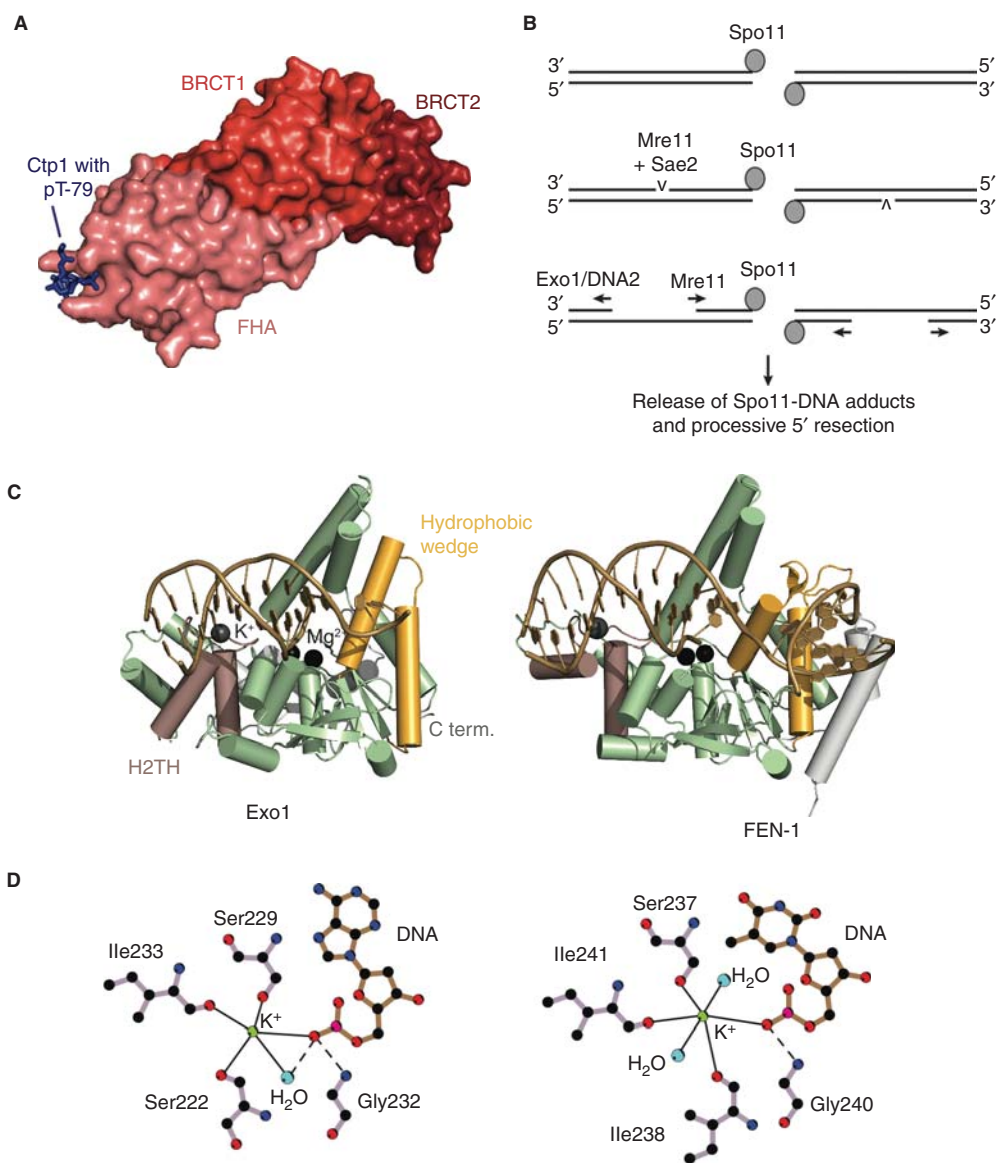 A
BRCT1
BRCT2
Ctp1 with
pT-79
FHA
B
Spo11
3′ 5′
5′ 3′
Mre11
+ Sae2
Spo11
v
3′ 5′
5′ 3′
^
Exo1/DNA2 Mre11 Spo11
3′ 5′
5′ 3′
Release of Spo11-DNA adducts
and processive 5′ resection
C
Hydrophobic
wedge
K+
Mg2+
C term.
H2TH
Exo1
FEN-1
D
Ser229
DNA
Ile233
K+
Ser222
H2O
Gly232
Ser237
DNA
Ile241
H2O
K+
H2O
Gly240
Ile238